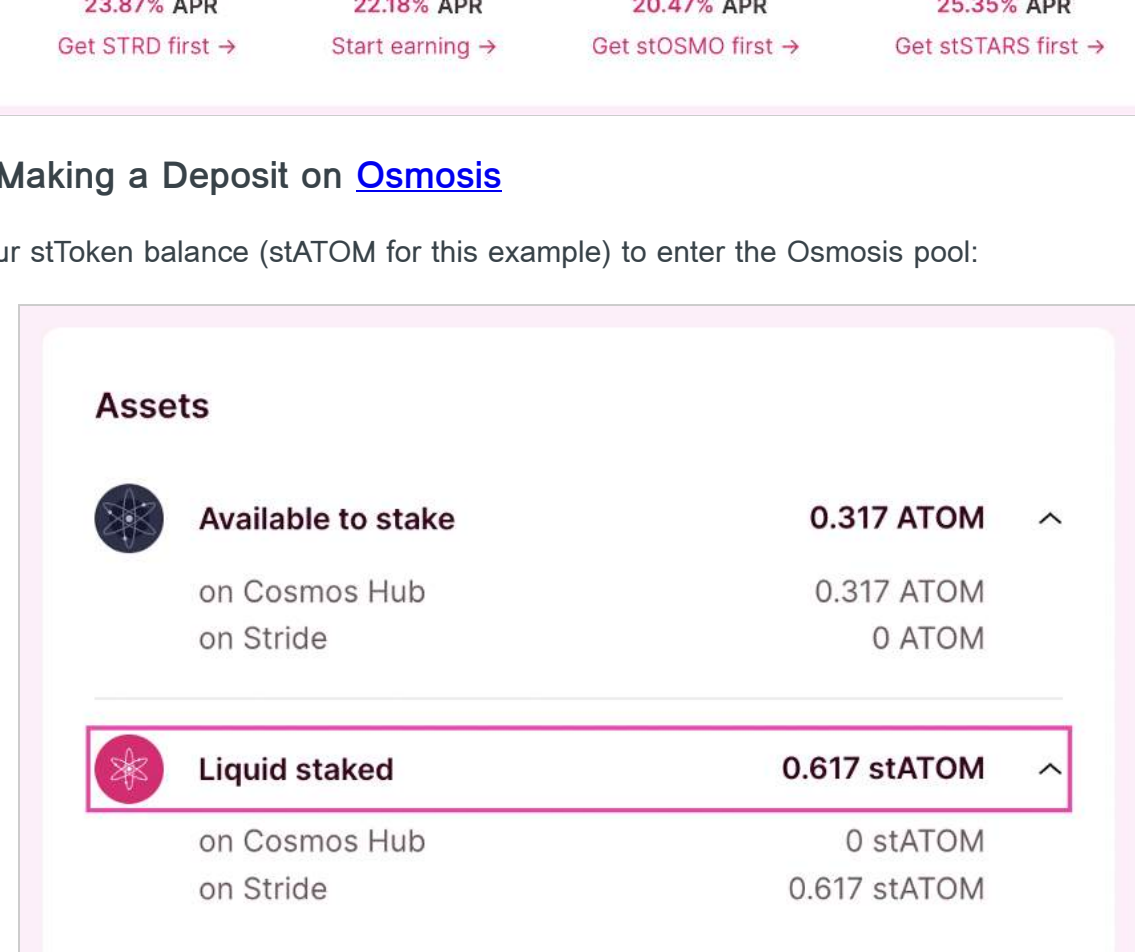 23.87% APR 22.18% APR 20.47% APR 25.35% APR
Get STRD first → Start earning → Get stOSMO first → Get stSTARS first →
Making a Deposit on Osmosis
stToken balance (stATOM for this example) to enter the Osmosis pool:
Assets
Available to stake 0.317 ATOM
on Cosmos Hub 0.317 ATOM
on Stride 0 ATOM
Liquid staked 0.617 stATOM
on Cosmos Hub 0 stATOM
on Stride 0.617 stATOM